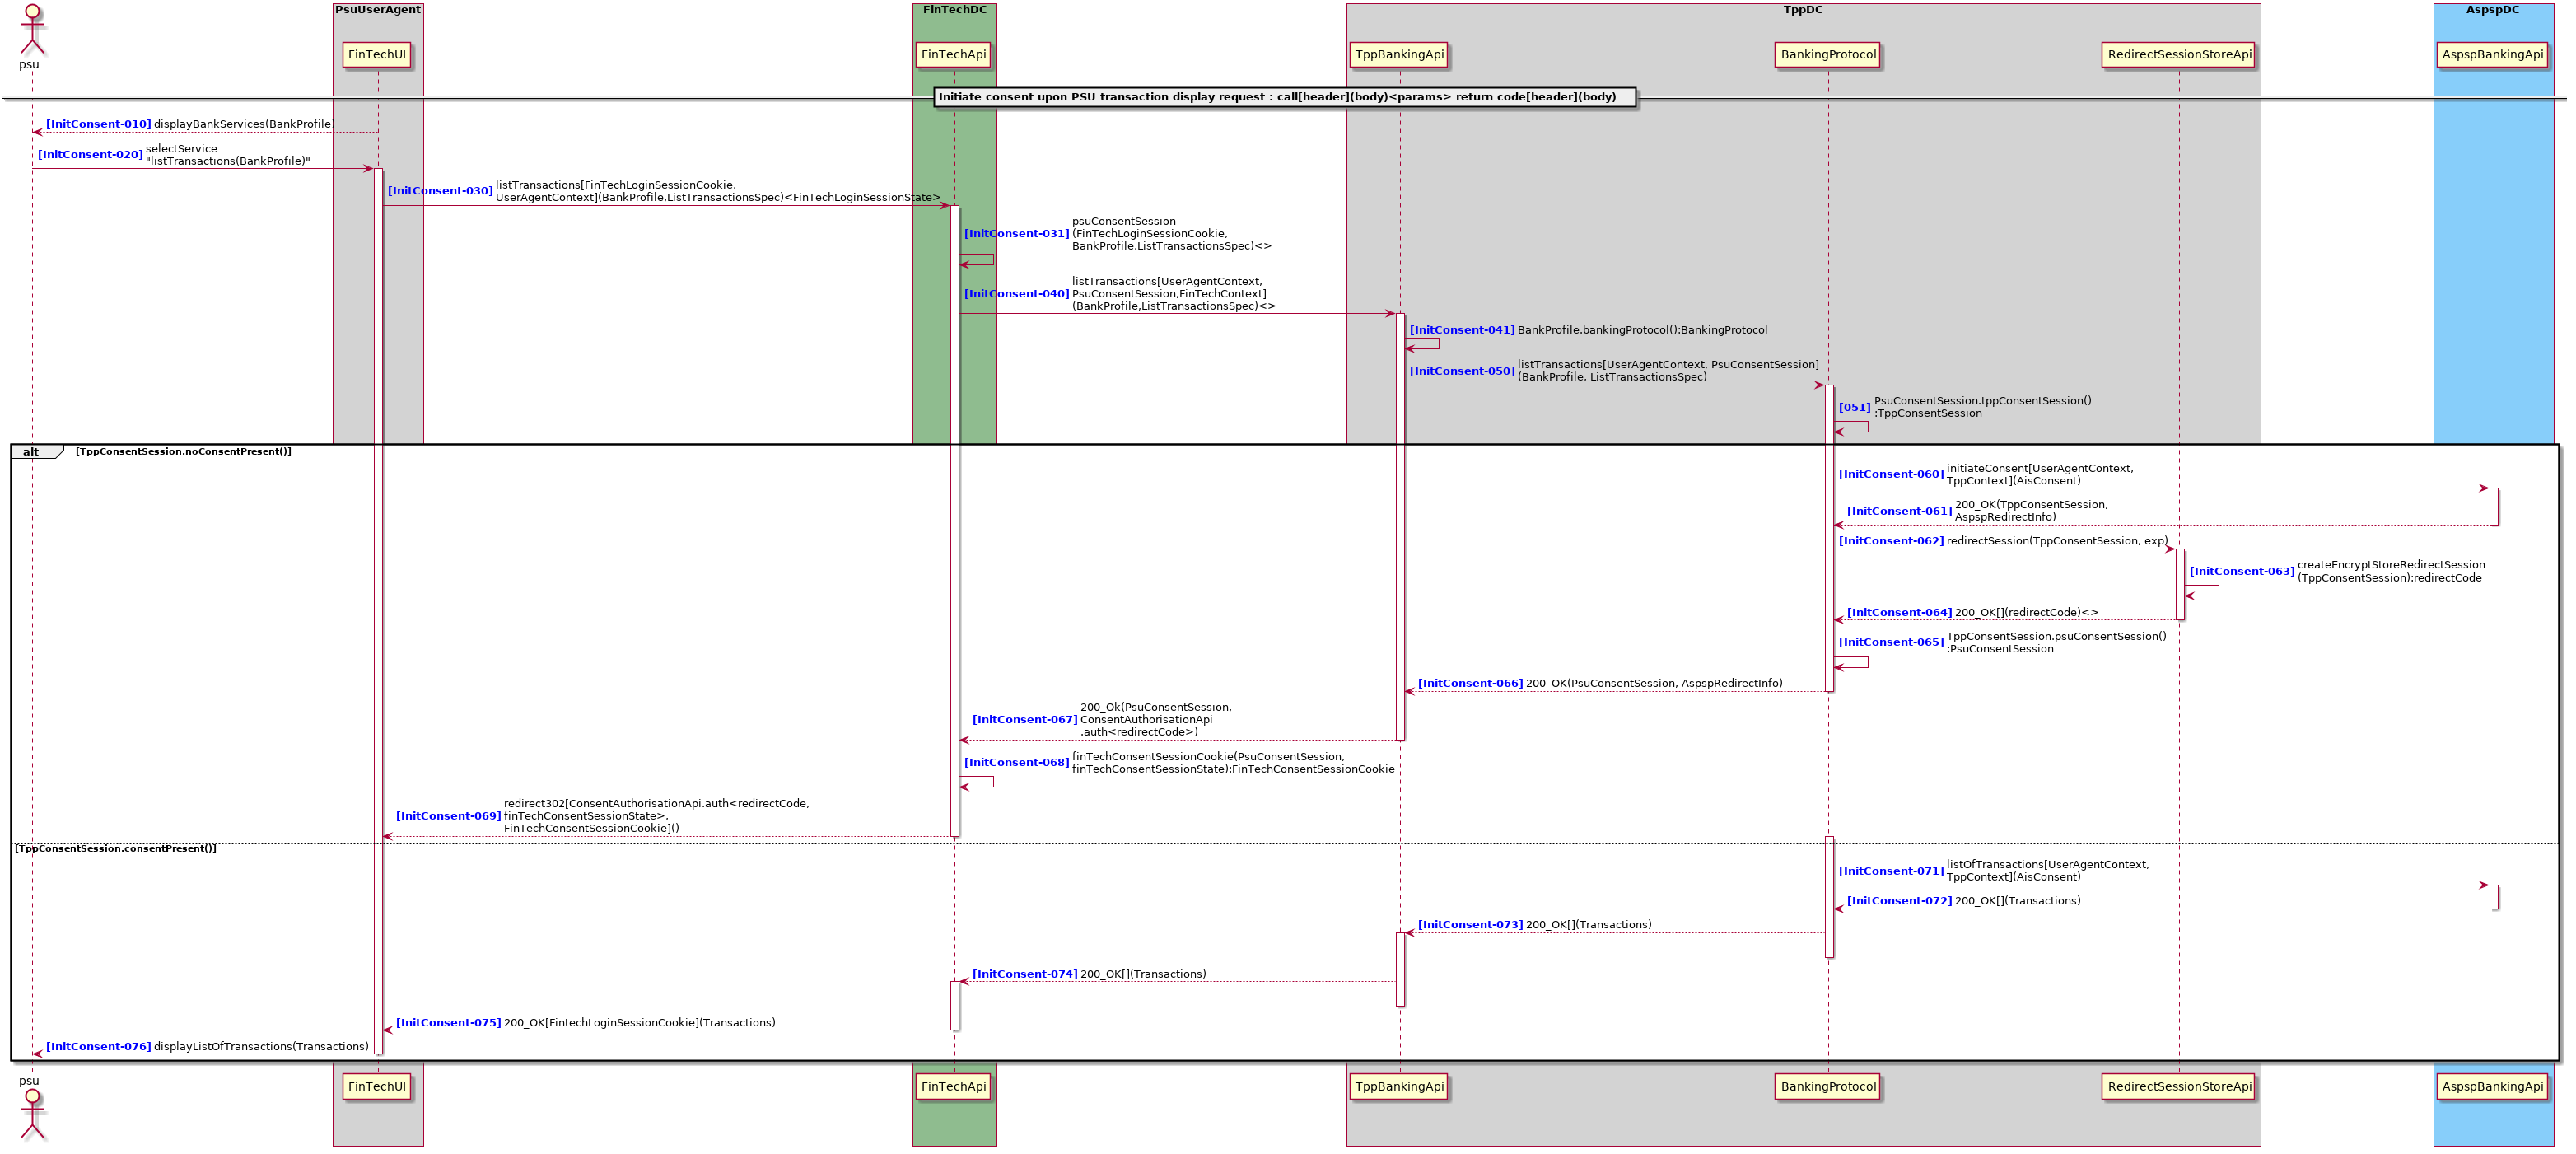 PsuUserAgent
FinTechDC
TppDC
AspspDC
psu
FinTechUI
FinTechApi
TppBankingApi
BankingProtocol
RedirectSessionStoreApi
AspspBankingApi
Initiate consent upon PSU transaction display request : call[header](body)<params> return code[header](body)
[InitConsent-010] displayBankServices(BankProfile)
[InitConsent-020] selectService
"listTransactions(BankProfile)"
[InitConsent-030] listTransactions[FinTechLoginSessionCookie,
UserAgentContext](BankProfile,ListTransactionsSpec)<FinTechLoginSessionState>
[InitConsent-031] psuConsentSession
(FinTechLoginSessionCookie,
BankProfile,ListTransactionsSpec)<>
[InitConsent-040] listTransactions[UserAgentContext,
PsuConsentSession,FinTechContext]
(BankProfile,ListTransactionsSpec)<>
[InitConsent-041] BankProfile.bankingProtocol():BankingProtocol
[InitConsent-050] listTransactions[UserAgentContext, PsuConsentSession]
(BankProfile, ListTransactionsSpec)
[051] PsuConsentSession.tppConsentSession()
:TppConsentSession
alt [TppConsentSession.noConsentPresent()]
[InitConsent-060] initiateConsent[UserAgentContext,
TppContext](AisConsent)
[InitConsent-061] 200_OK(TppConsentSession,
AspspRedirectInfo)
[InitConsent-062] redirectSession(TppConsentSession, exp)
[InitConsent-063] createEncryptStoreRedirectSession
(TppConsentSession):redirectCode
[InitConsent-064] 200_OK[](redirectCode)<>
[InitConsent-065] TppConsentSession.psuConsentSession()
:PsuConsentSession
[InitConsent-066] 200_OK(PsuConsentSession, AspspRedirectInfo)
[InitConsent-067] 200_Ok(PsuConsentSession,
ConsentAuthorisationApi
.auth<redirectCode>)
[InitConsent-068] finTechConsentSessionCookie(PsuConsentSession,
finTechConsentSessionState):FinTechConsentSessionCookie
[InitConsent-069] redirect302[ConsentAuthorisationApi.auth<redirectCode,
finTechConsentSessionState>,
FinTechConsentSessionCookie]()
[TppConsentSession.consentPresent()]
[InitConsent-071] listOfTransactions[UserAgentContext,
TppContext](AisConsent)
[InitConsent-072] 200_OK[](Transactions)
[InitConsent-073] 200_OK[](Transactions)
[InitConsent-074] 200_OK[](Transactions)
[InitConsent-075] 200_OK[FintechLoginSessionCookie](Transactions)
[InitConsent-076] displayListOfTransactions(Transactions)
psu
FinTechUI
FinTechApi
TppBankingApi
BankingProtocol
RedirectSessionStoreApi
AspspBankingApi